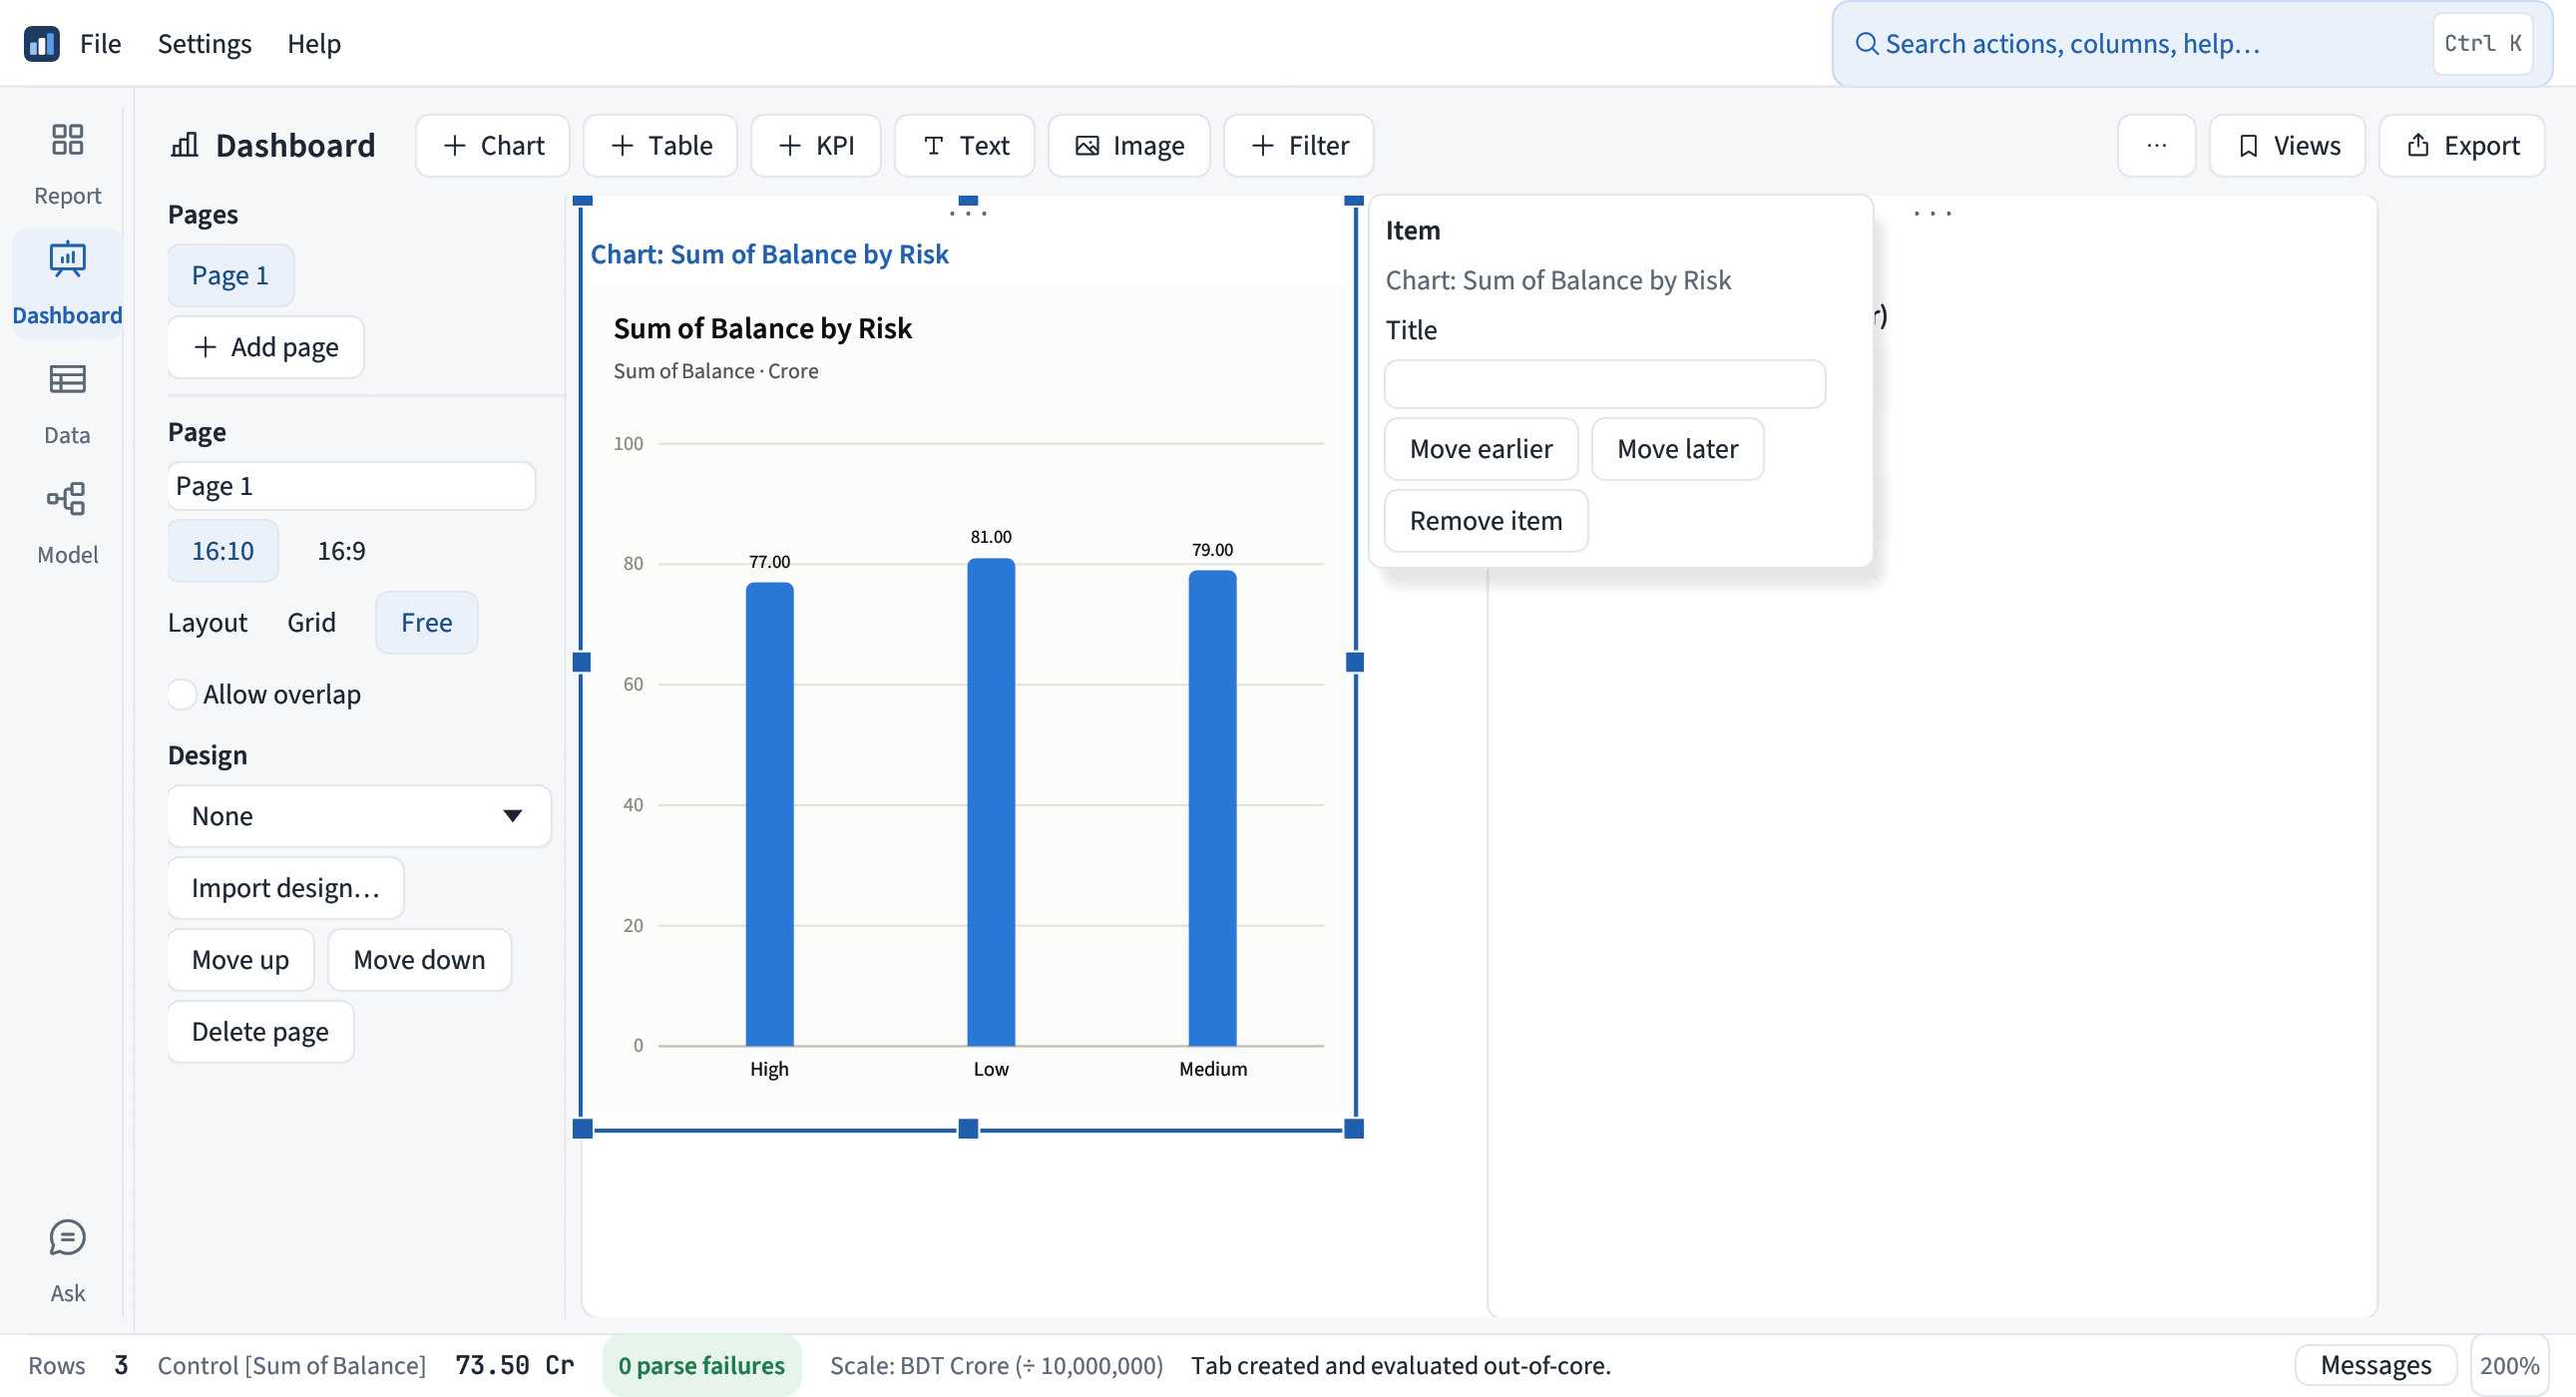 File Settings Help
Search actions, columns, help... Ctrl K
Report
Dashboard
Data
Model
Ask
Dashboard
+ Chart
+ Table
+ KPI
Text
Image
+ Filter
...
Views
Export
Pages
Page 1
+ Add page
Page
Page 1
16:10 16:9
Layout Grid Free
Allow overlap
Design
None
Import design...
Move up Move down
Delete page
...
Chart: Sum of Balance by Risk
Sum of Balance by Risk
Sum of Balance · Crore
100
80
60
40
20
0
77.00
81.00
79.00
High Low Medium
Item
Chart: Sum of Balance by Risk
Title
Move earlier Move later
Remove item
...
r)
Rows 3 Control [Sum of Balance] 73.50 Cr 0 parse failures Scale: BDT Crore (÷ 10,000,000) Tab created and evaluated out-of-core. Messages 200%